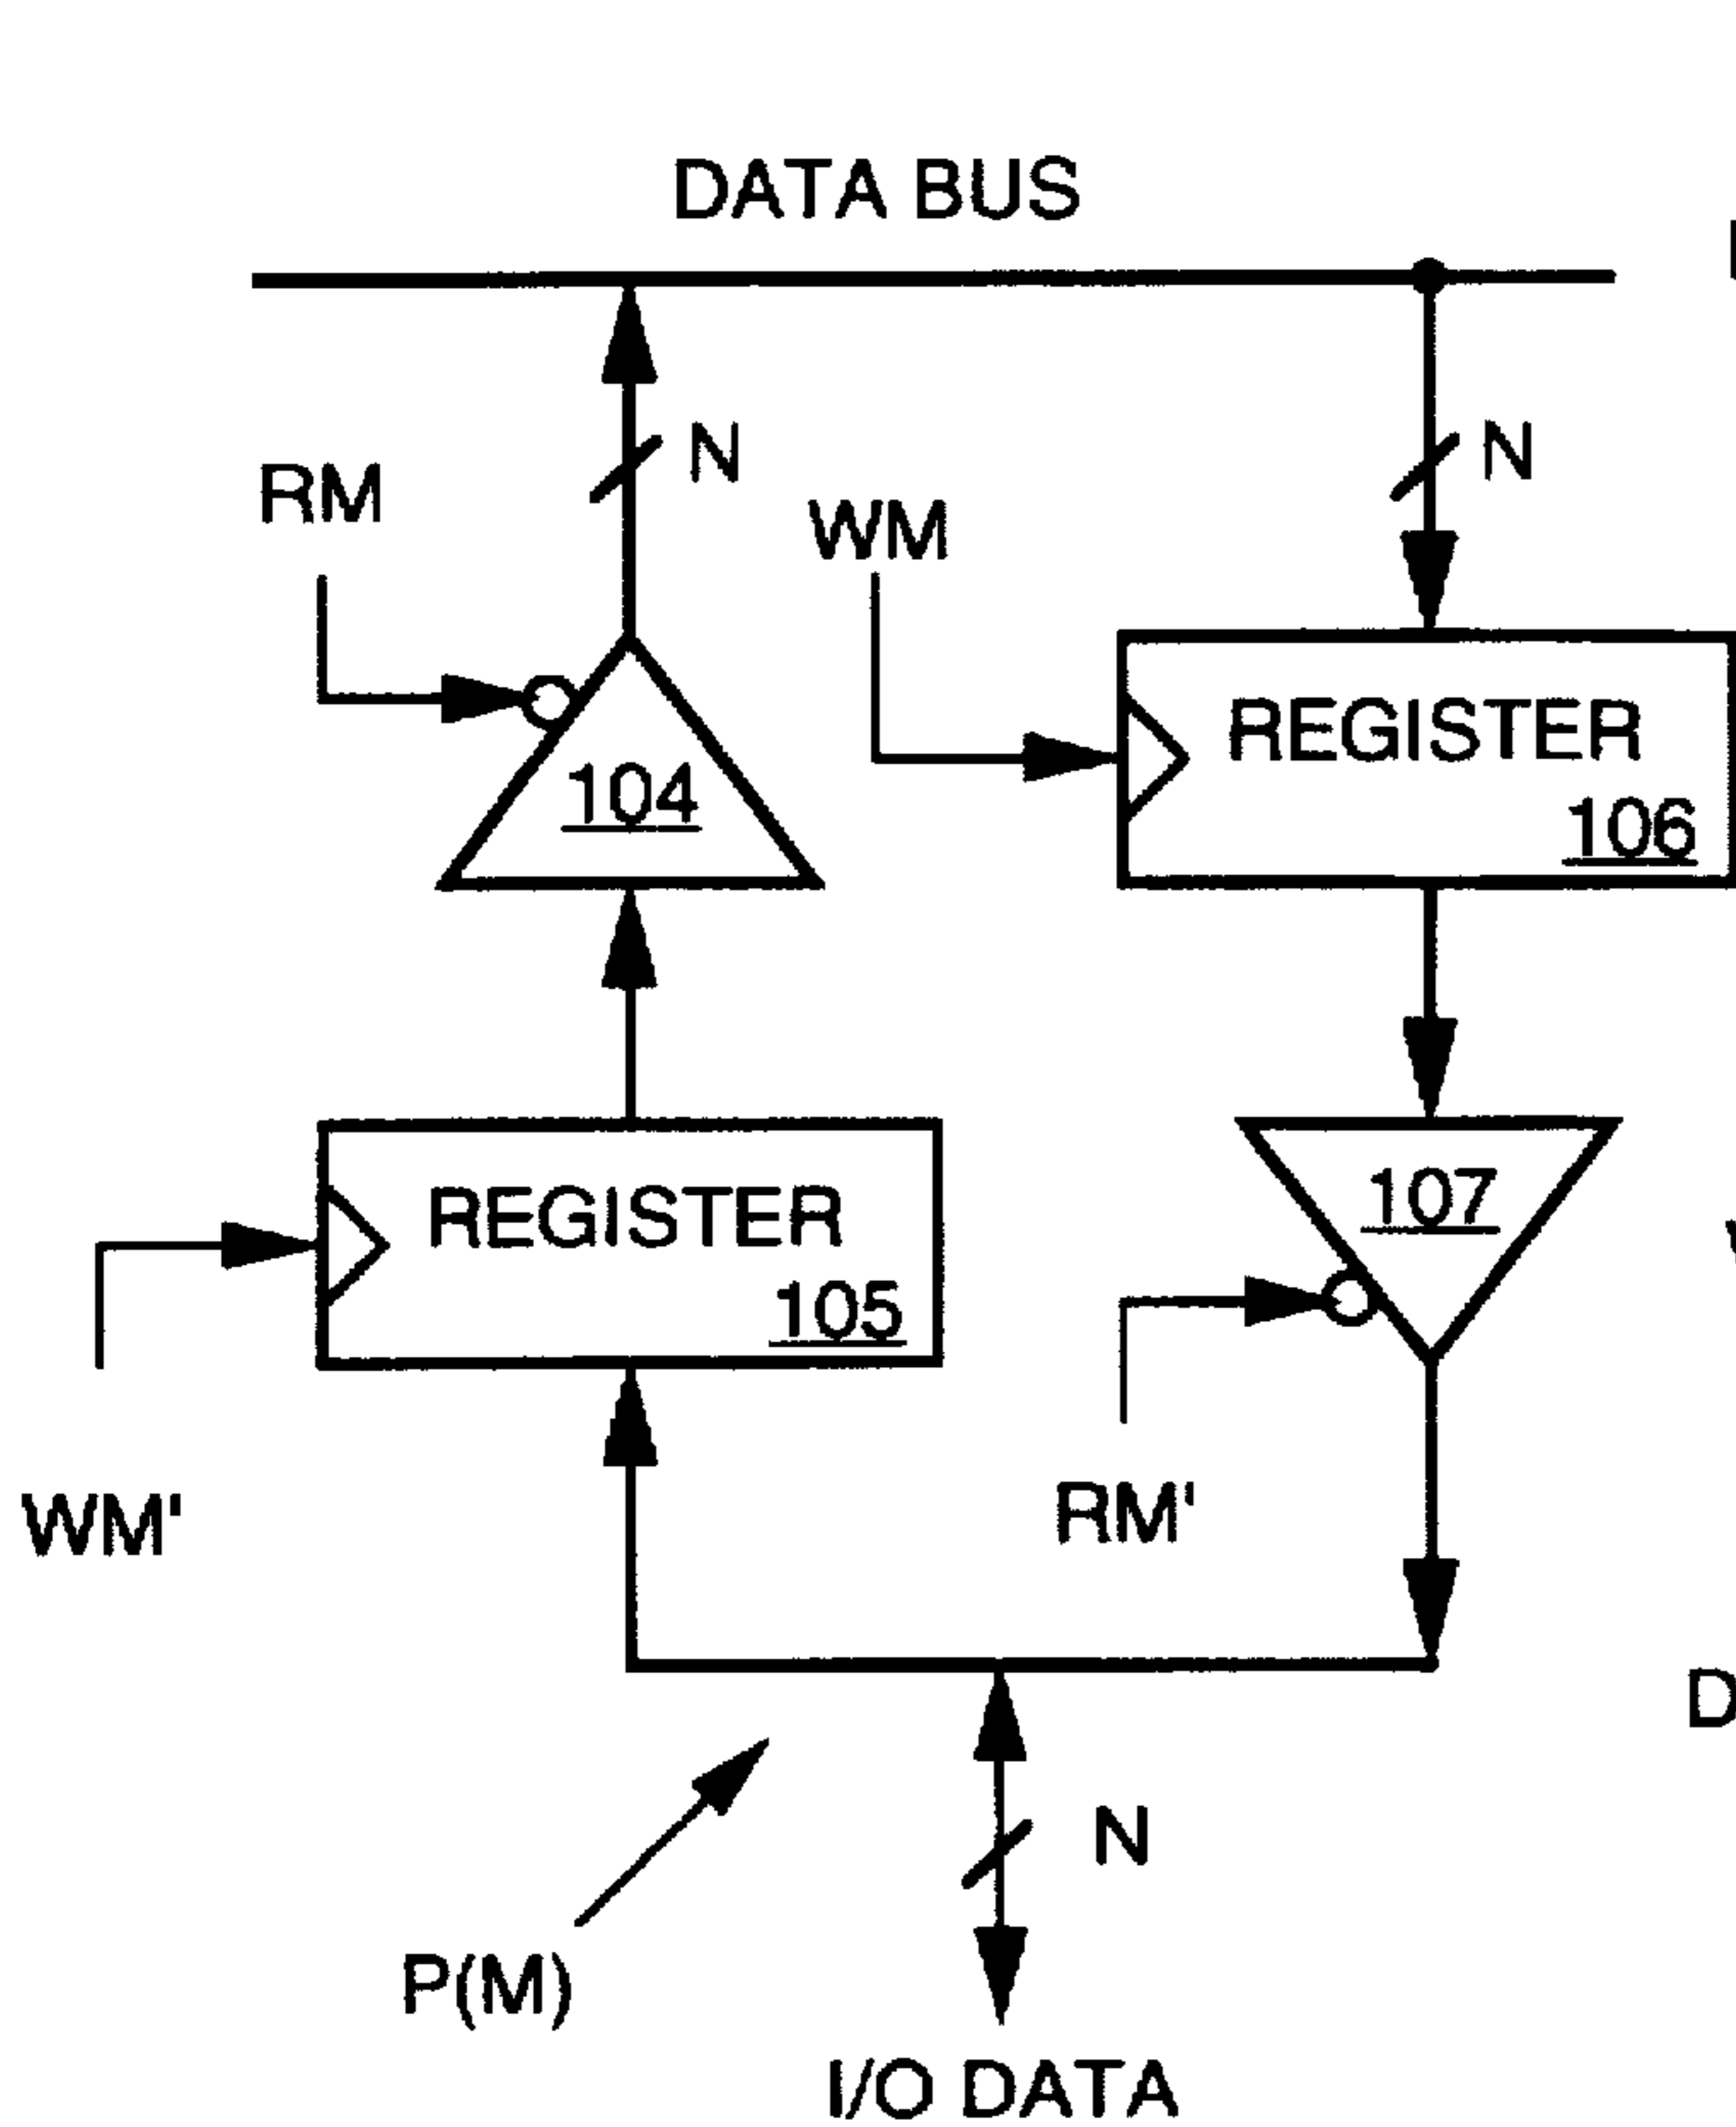 DATA BUS
RM
N
WM
N
REGISTER
106
104
REGISTER
105
107
WM'
RM'
N
P(M)
I/O DATA
D